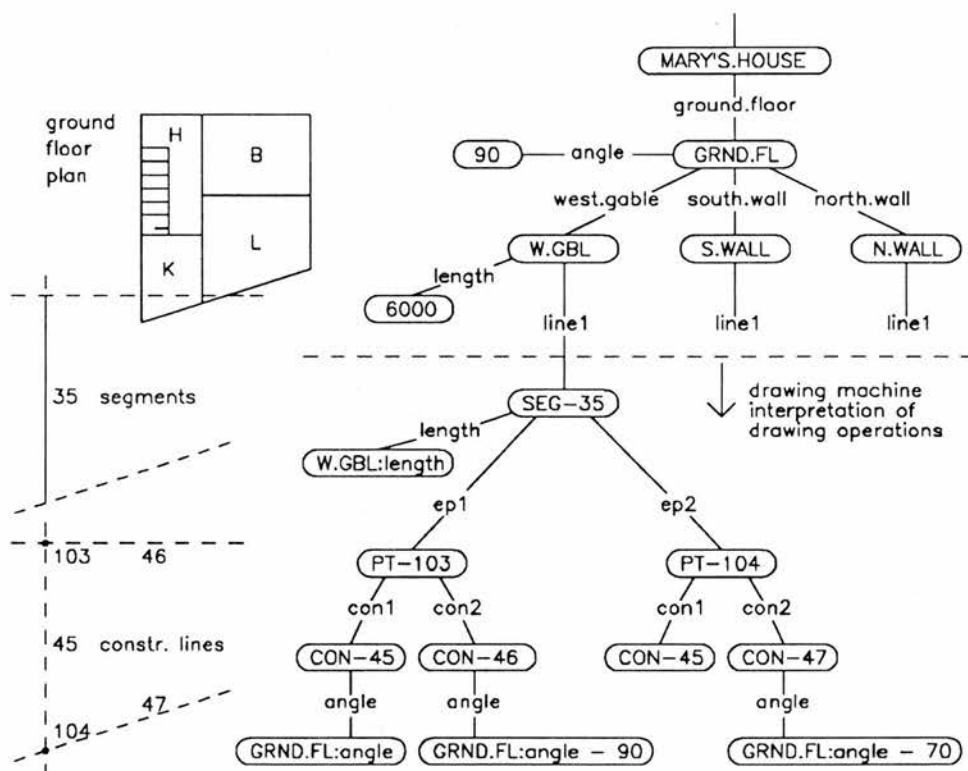 MARY'S.HOUSE
ground.floor
ground
floor
plan
H
B
K
L
90
angle
GRND.FL
west.gable
south.wall
north.wall
W.GBL
S.WALL
N.WALL
length
6000
line1
line1
line1
35 segments
SEG-35
drawing machine
interpretation of
drawing operations
length
W.GBL:length
ep1
ep2
103
46
PT-103
PT-104
con1
con2
con1
con2
45 constr. lines
CON-45
CON-46
CON-45
CON-47
47
angle
angle
angle
104
GRND.FL:angle
GRND.FL:angle - 90
GRND.FL:angle - 70